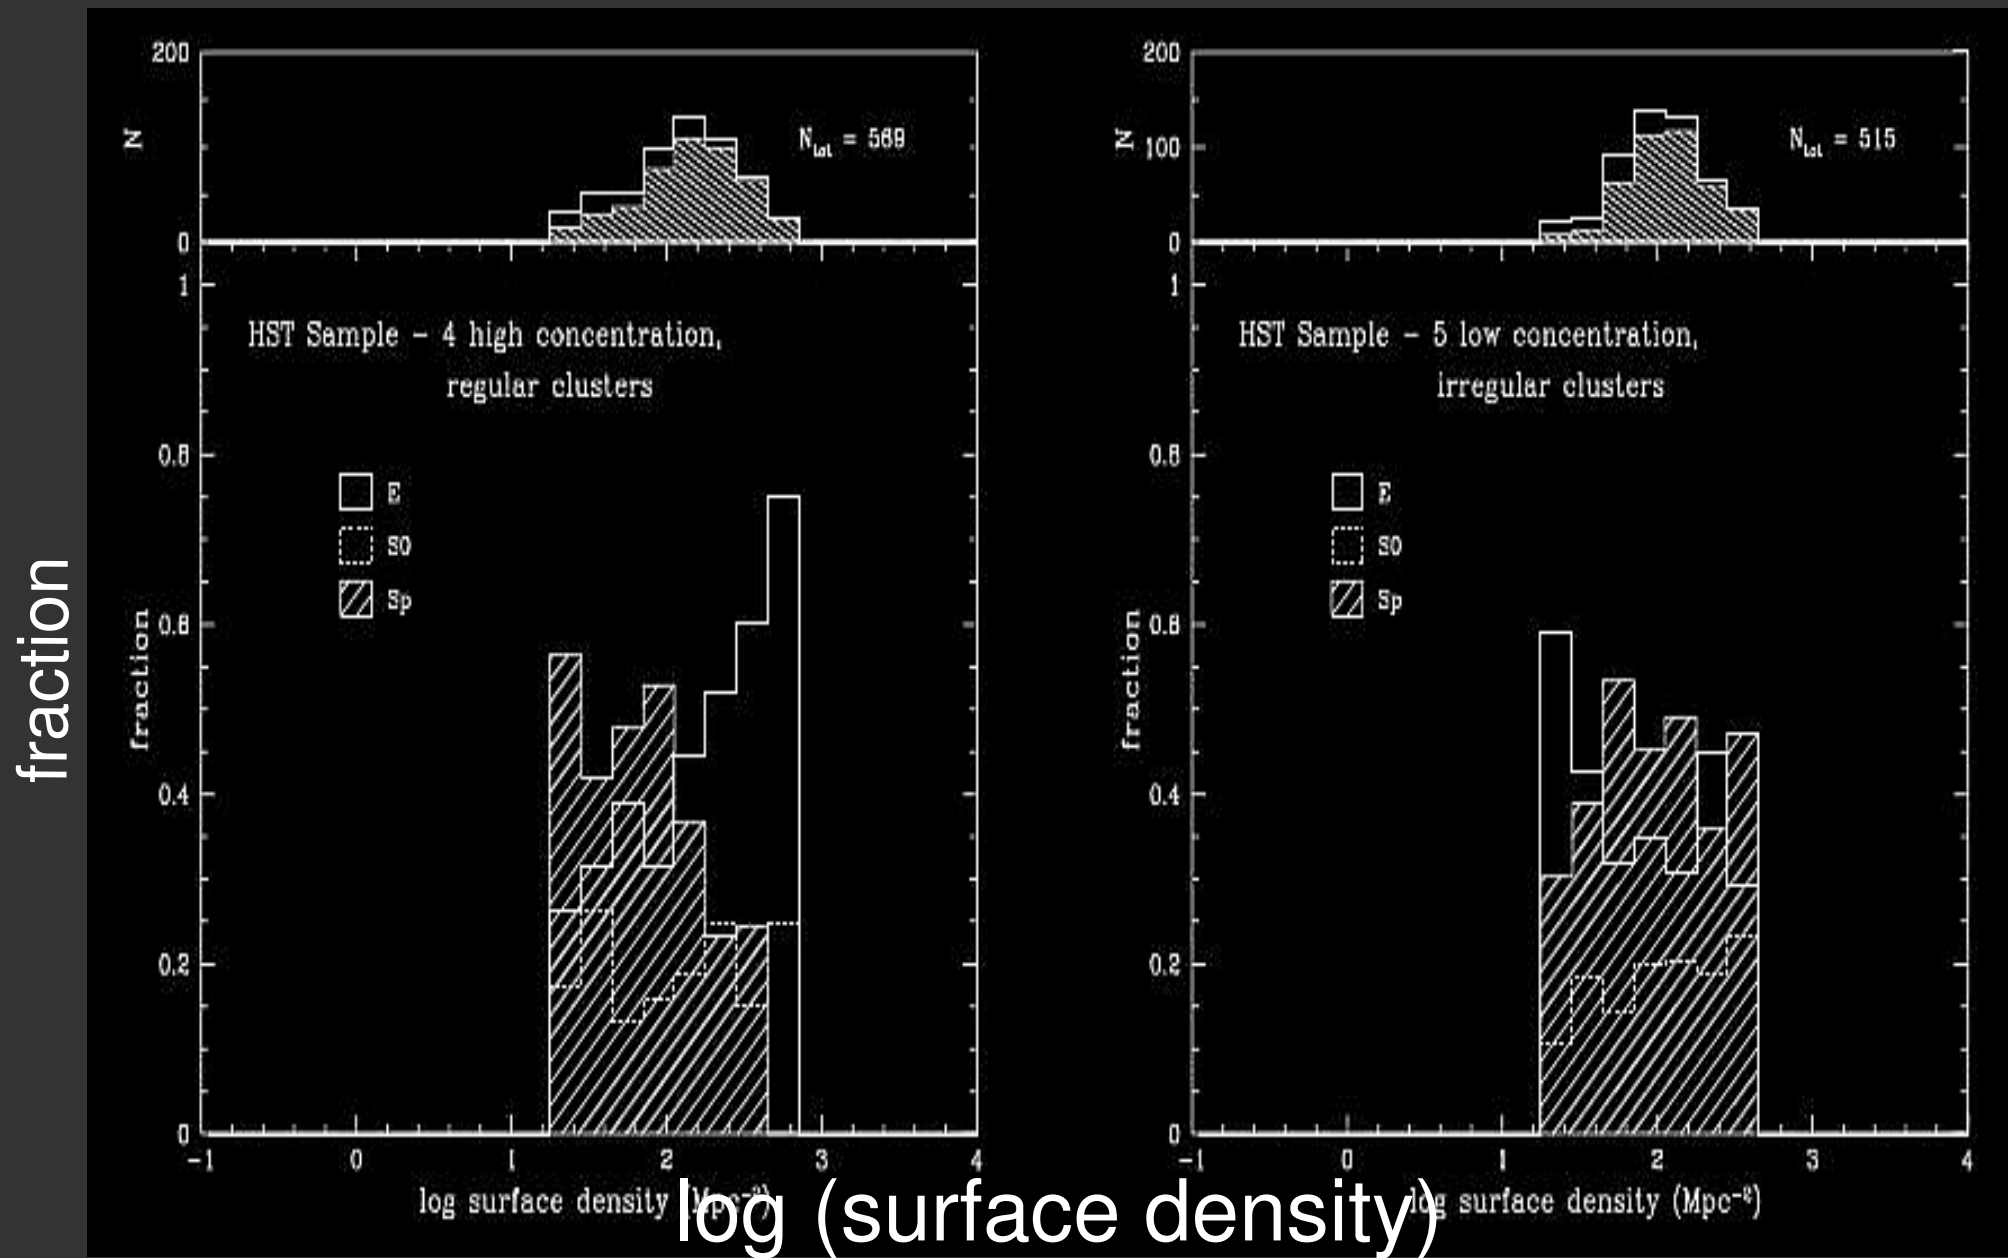 200
N
N_tot = 569
0
1
HST Sample – 4 high concentration,
regular clusters
0.8
E
S0
Sp
0.6
fraction
0.4
0.2
0
-1 0 1 2 3 4
log surface density (Mpc⁻²)
200
N
100
N_tot = 515
0
1
HST Sample – 5 low concentration,
irregular clusters
0.8
E
S0
Sp
0.6
fraction
0.4
0.2
0
-1 0 1 2 3 4
log surface density (Mpc⁻²)
fraction
log (surface density)